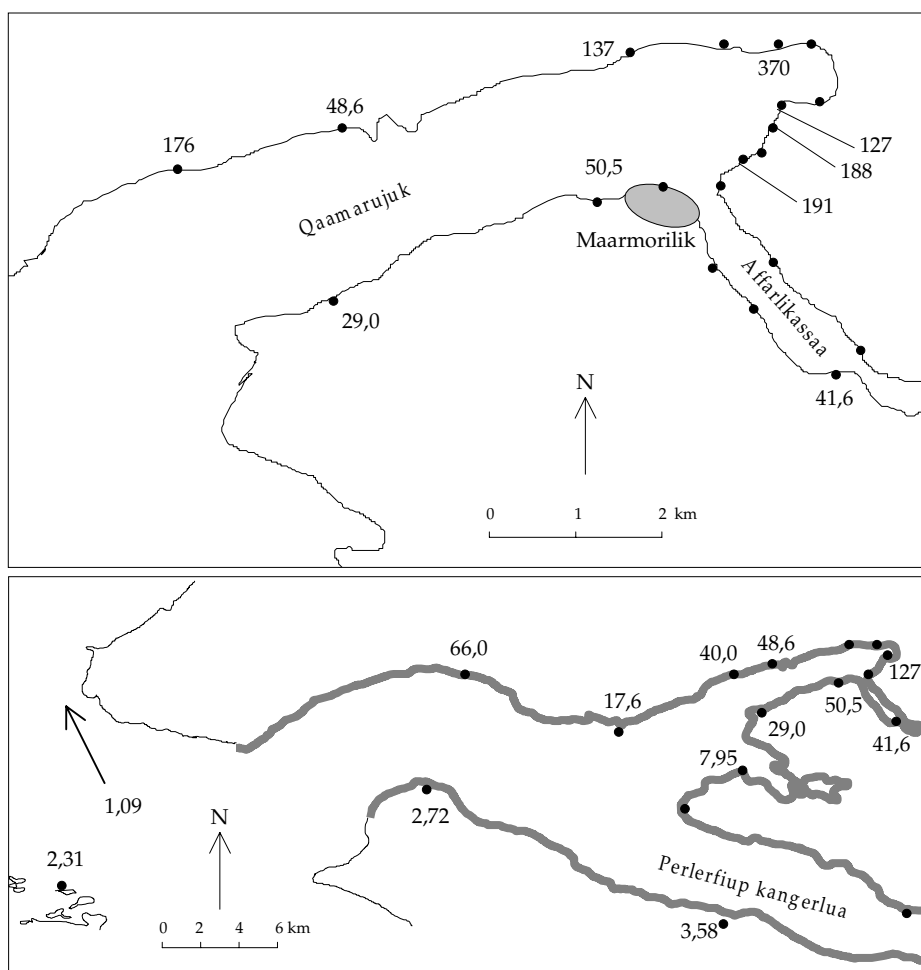 137
370
48,6
127
176
188
50,5
191
Qaamarujuk
Maarmorilik
Affarlikassaa
29,0
N
41,6
0 1 2 km
66,0
40,0
48,6
127
17,6
50,5
29,0
41,6
7,95
1,09
N
2,72
2,31
Perlerfiup kangerlua
3,58
0 2 4 6 km